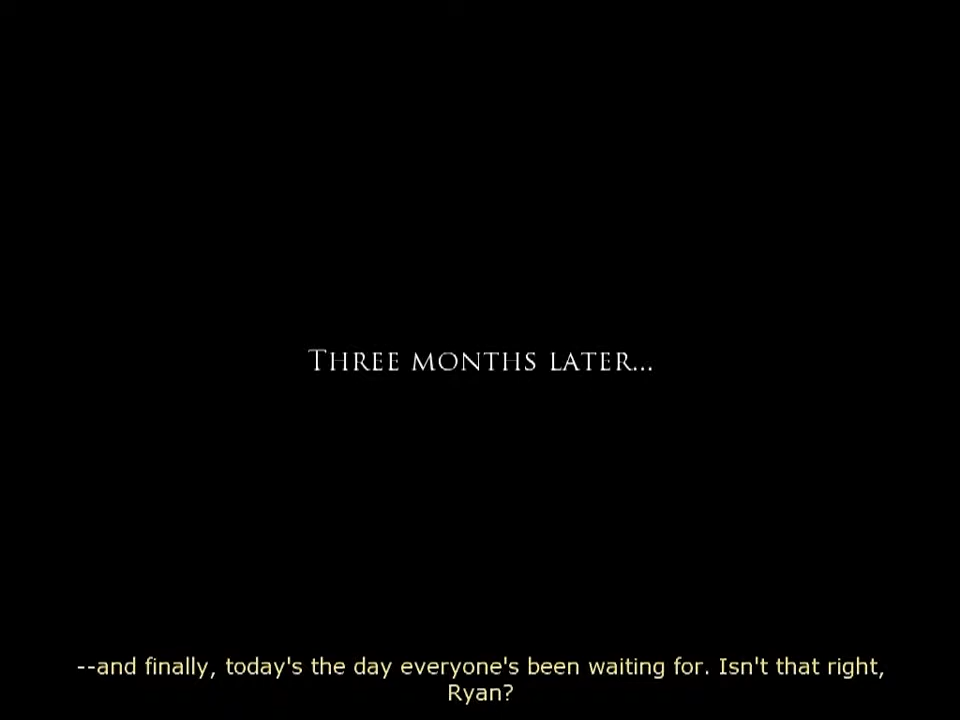 Three months later...
--and finally, today's the day everyone's been waiting for. Isn't that right,
Ryan?